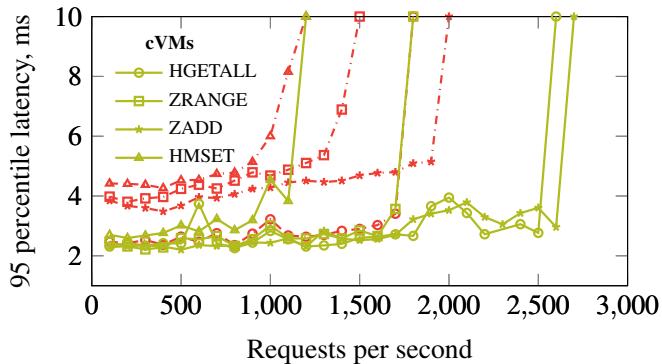 95 percentile latency, ms
10
8
6
4
2
cVMs
HGETALL
ZRANGE
ZADD
HMSET
0 500 1,000 1,500 2,000 2,500 3,000
Requests per second